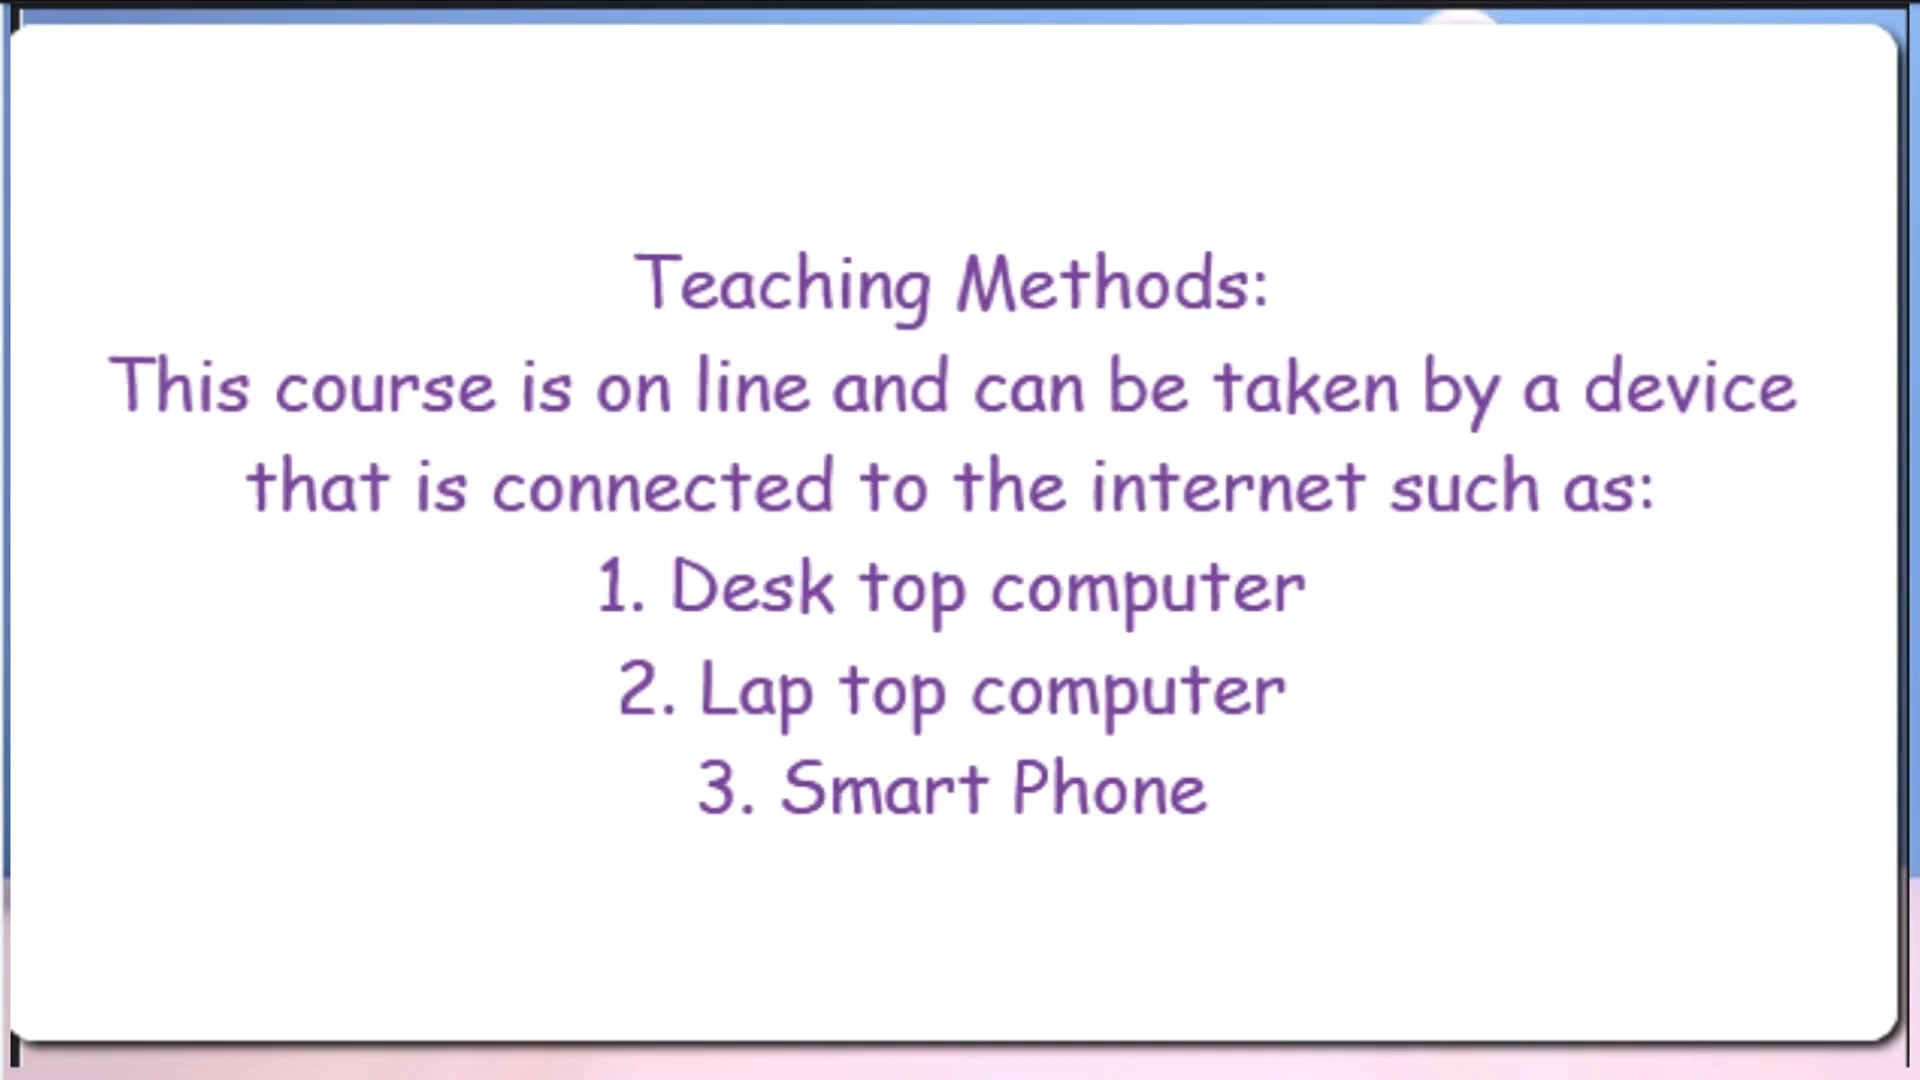 Teaching Methods:
This course is on line and can be taken by a device
that is connected to the internet such as:
1. Desk top computer
2. Lap top computer
3. Smart Phone